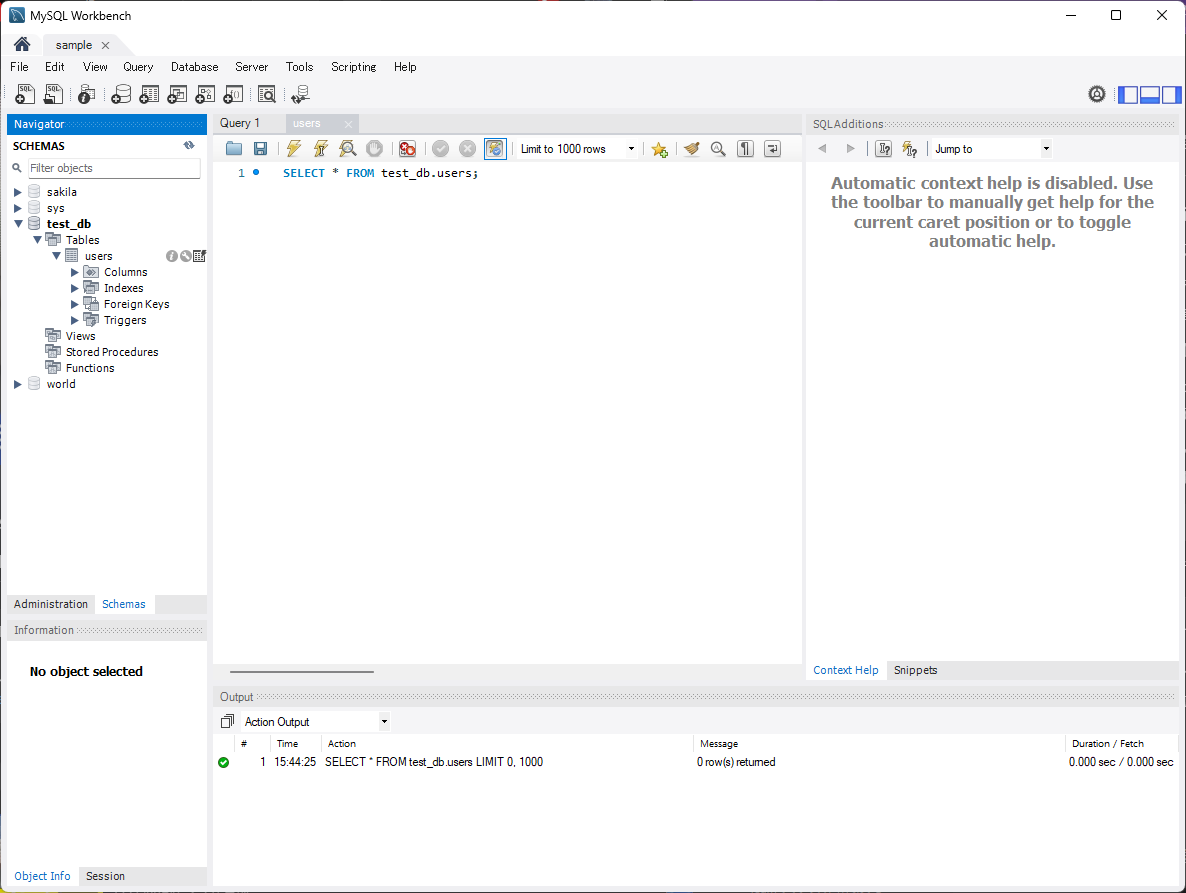 MySQL Workbench
sample
File Edit View Query Database Server Tools Scripting Help
Navigator
SCHEMAS
Filter objects
sakila
sys
test_db
Tables
users
Columns
Indexes
Foreign Keys
Triggers
Views
Stored Procedures
Functions
world
Administration Schemas
Information
No object selected
Object Info Session
Query 1 users
Limit to 1000 rows
1 SELECT * FROM test_db.users;
SQLAdditions
Jump to
Automatic context help is disabled. Use
the toolbar to manually get help for the
current caret position or to toggle
automatic help.
Context Help Snippets
Output
Action Output
# Time Action Message Duration / Fetch
1 15:44:25 SELECT * FROM test_db.users LIMIT 0, 1000 0 row(s) returned 0.000 sec / 0.000 sec